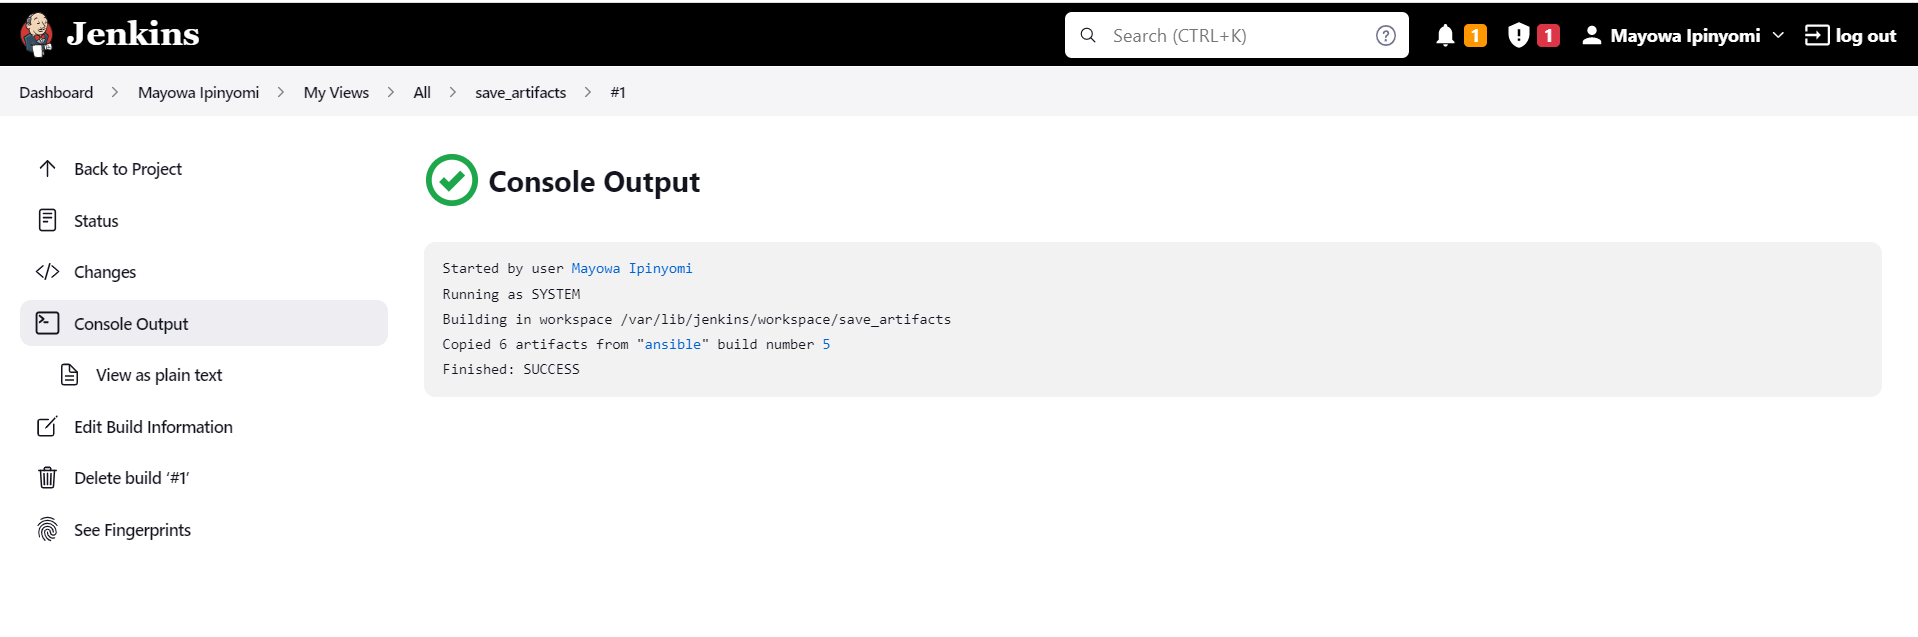 Jenkins
Search (CTRL+K)
1
1
Mayowa Ipinyomi
log out
Dashboard
Mayowa Ipinyomi
My Views
All
save_artifacts
#1
Back to Project
Status
Changes
Console Output
View as plain text
Edit Build Information
Delete build ‘#1’
See Fingerprints
Console Output
Started by user Mayowa Ipinyomi
Running as SYSTEM
Building in workspace /var/lib/jenkins/workspace/save_artifacts
Copied 6 artifacts from "ansible" build number 5
Finished: SUCCESS